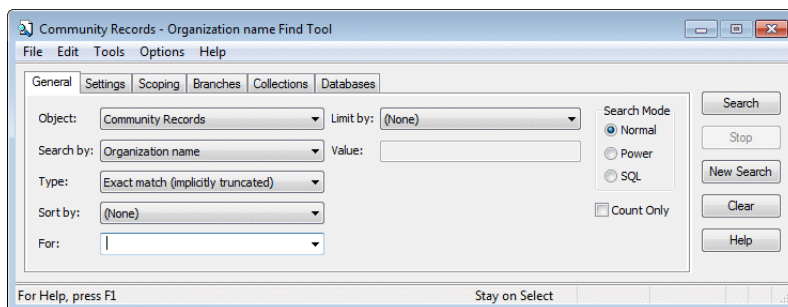 Community Records - Organization name Find Tool
File Edit Tools Options Help
General Settings Scoping Branches Collections Databases
Object: Community Records Limit by: (None)
Search by: Organization name Value:
Type: Exact match (implicitly truncated)
Sort by: (None)
For:
Search Mode
Normal
Power
SQL
Count Only
Search
Stop
New Search
Clear
Help
For Help, press F1 Stay on Select